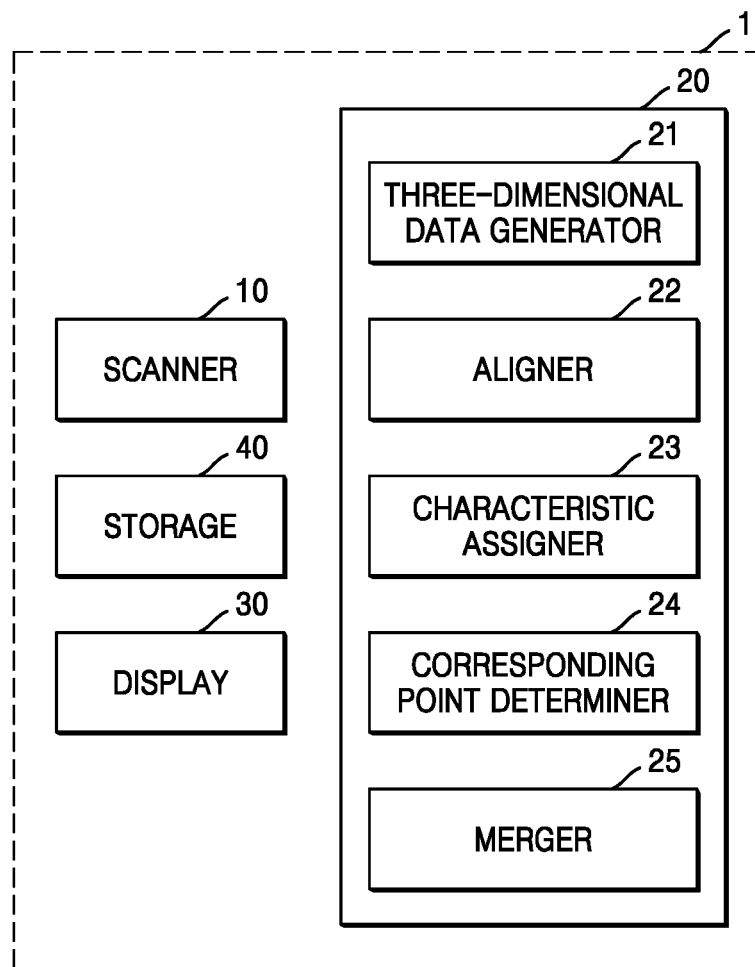 1
20
21
THREE-DIMENSIONAL
DATA GENERATOR
10
SCANNER
22
ALIGNER
40
STORAGE
23
CHARACTERISTIC
ASSIGNER
30
DISPLAY
24
CORRESPONDING
POINT DETERMINER
25
MERGER